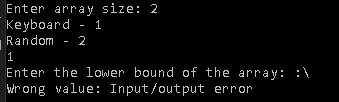 Enter array size: 2
Keyboard - 1
Random - 2
1
Enter the lower bound of the array: :\
Wrong value: Input/output error